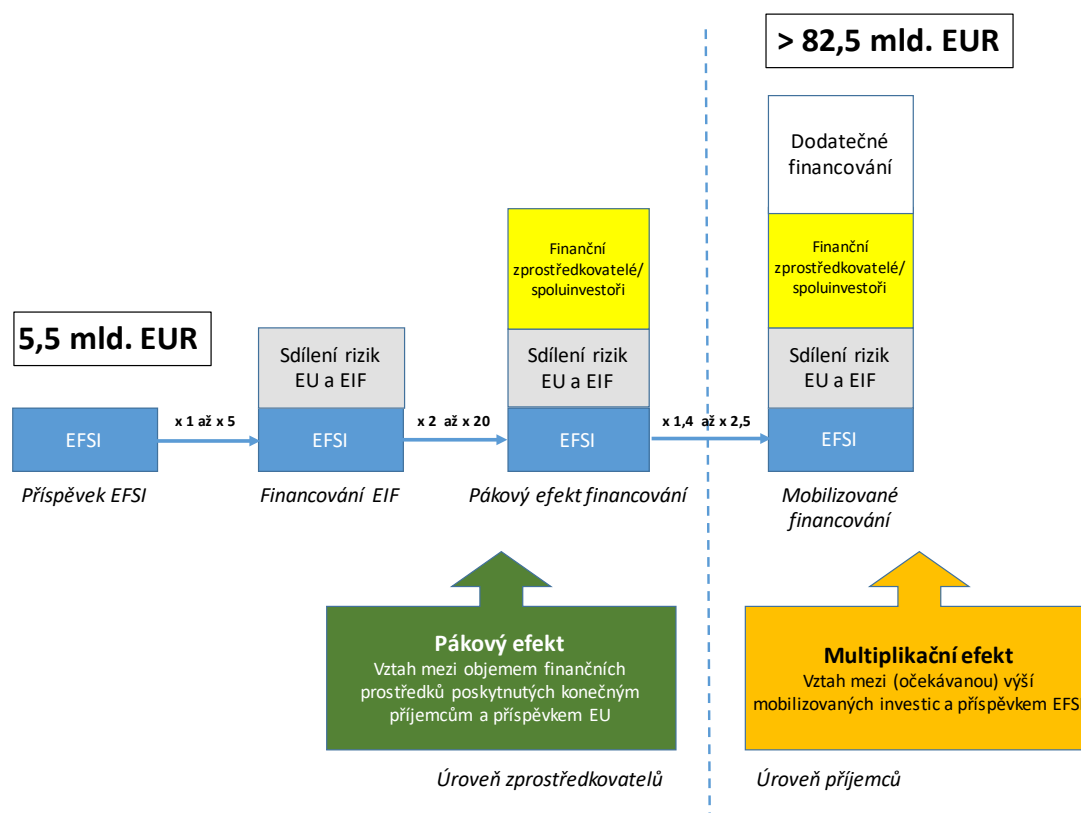 > 82,5 mld. EUR
Dodatečné
financování
Finanční
zprostředkovatelé/
spoluinvestoři
Finanční
zprostředkovatelé/
spoluinvestoři
5,5 mld. EUR
Sdílení rizik
EU a EIF
Sdílení rizik
EU a EIF
Sdílení rizik
EU a EIF
EFSI
x 1 až x 5
EFSI
x 2 až x 20
EFSI
x 1,4 až x 2,5
EFSI
Příspěvek EFSI
Financování EIF
Pákový efekt financování
Mobilizované
financování
Pákový efekt
Vztah mezi objemem finančních
prostředků poskytnutých konečným
příjemcům a příspěvkem EU
Multiplikační efekt
Vztah mezi (očekávanou) výší
mobilizovaných investic a příspěvkem EFSI
Úroveň zprostředkovatelů
Úroveň příjemců